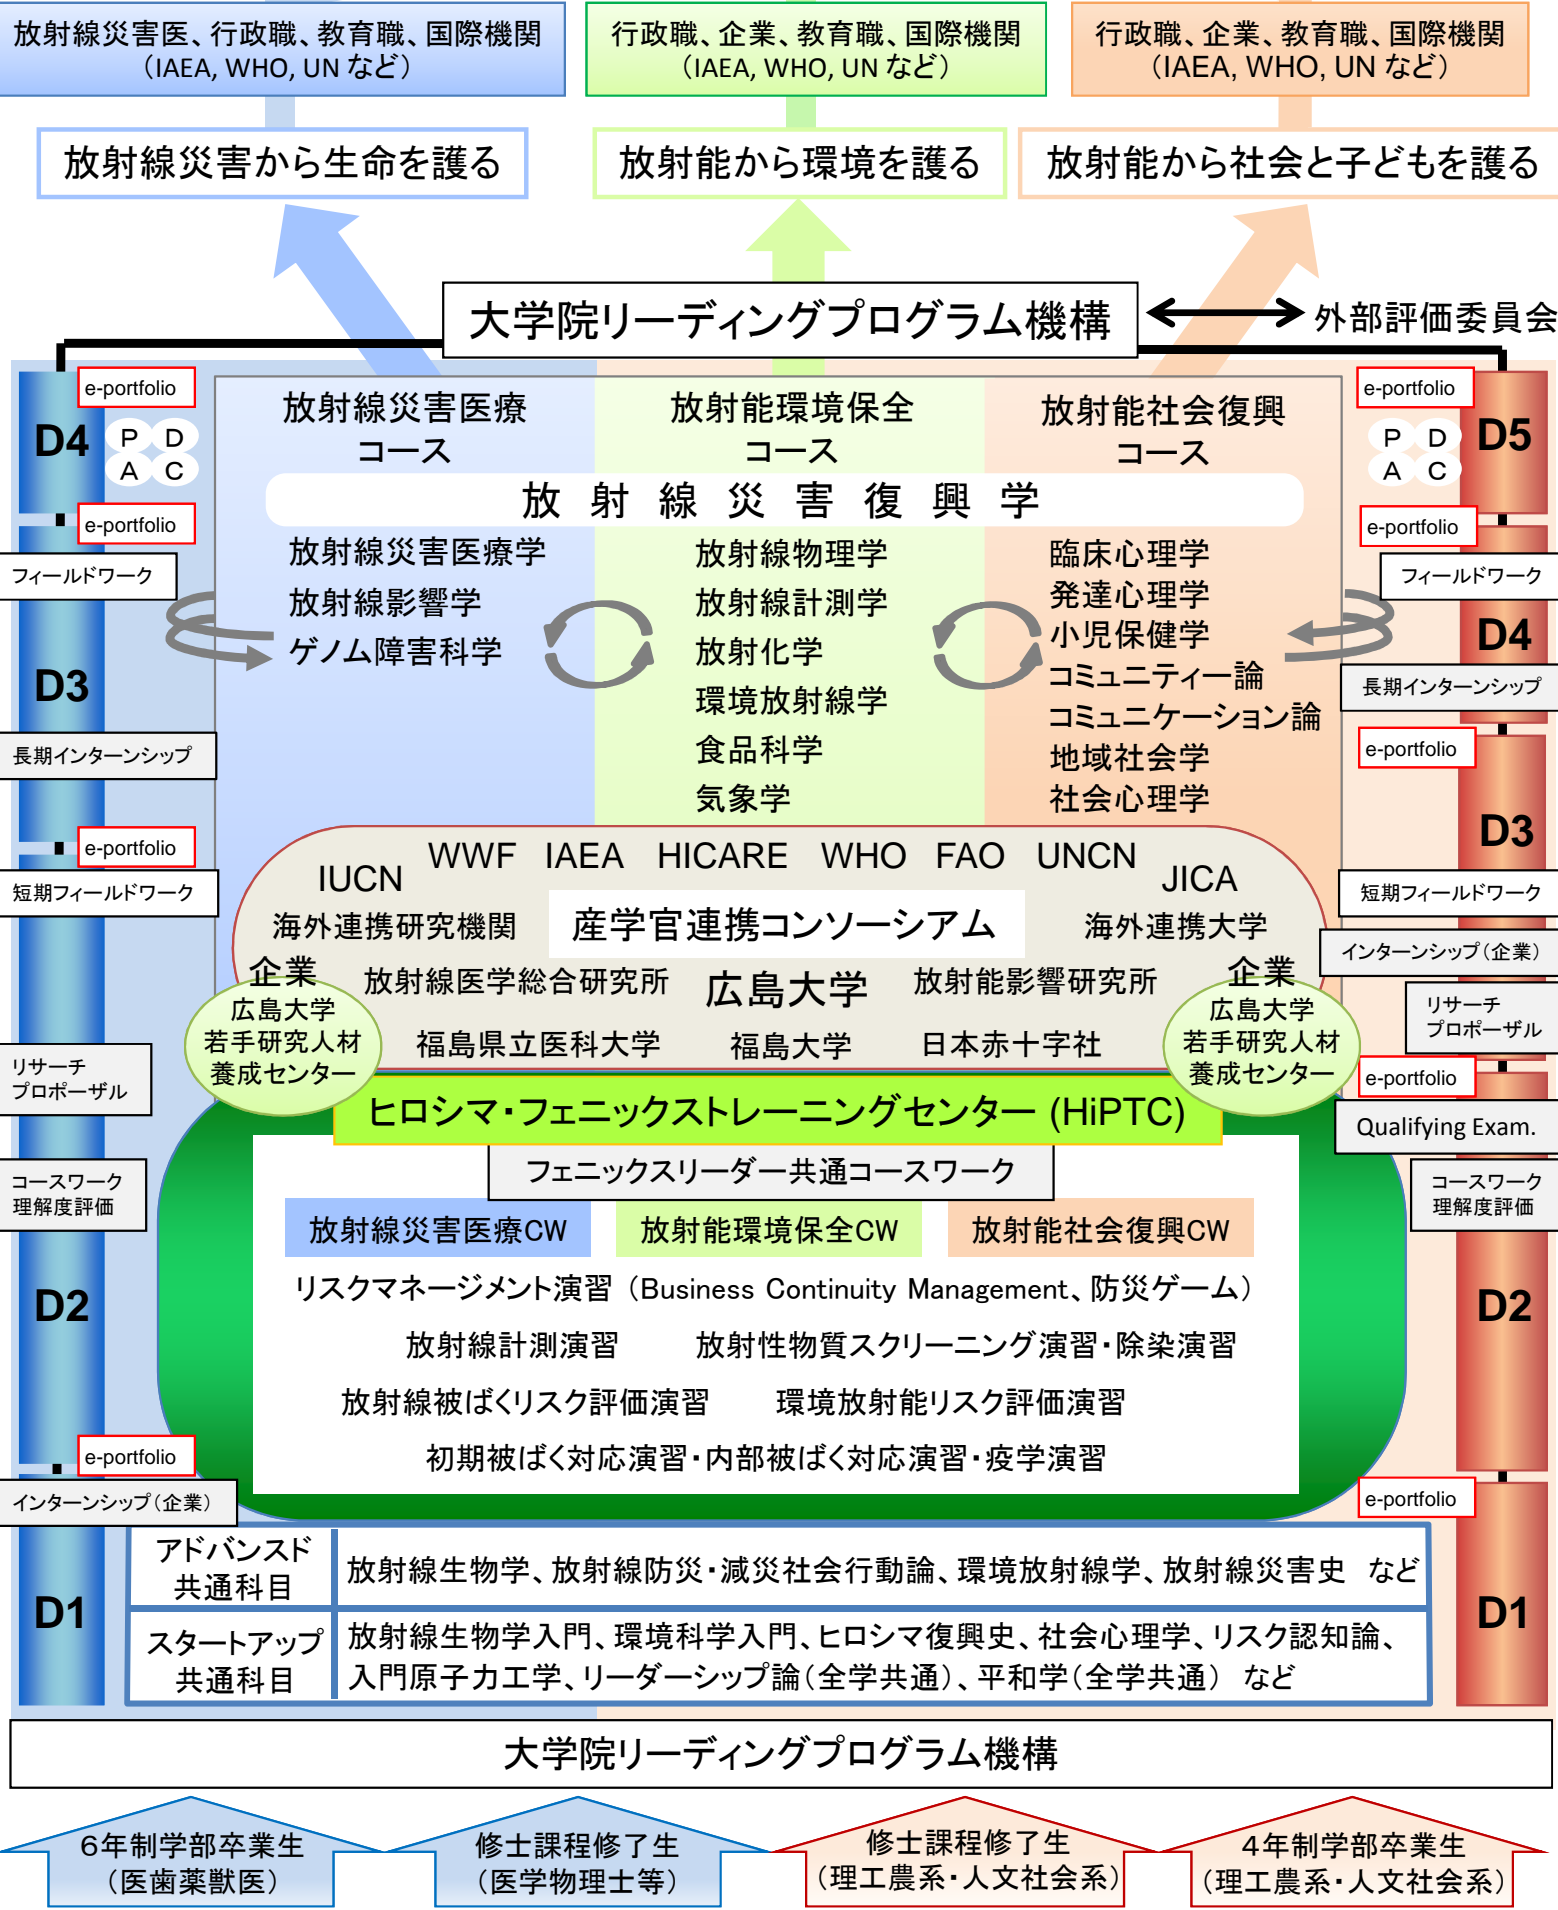 放射線災害医、行政職、教育職、国際機関
（IAEA, WHO, UN など）
行政職、企業、教育職、国際機関
（IAEA, WHO, UN など）
行政職、企業、教育職、国際機関
（IAEA, WHO, UN など）
放射線災害から生命を護る
放射能から環境を護る
放射能から社会と子どもを護る
大学院リーディングプログラム機構
外部評価委員会
e-portfolio
D4
P D
A C
e-portfolio
フィールドワーク
D3
長期インターンシップ
e-portfolio
短期フィールドワーク
リサーチ
プロポーザル
コースワーク
理解度評価
D2
e-portfolio
インターンシップ（企業）
D1
放射線災害医療
コース
放射能環境保全
コース
放射能社会復興
コース
放射線災害復興学
放射線災害医療学
放射線影響学
ゲノム障害科学
放射線物理学
放射線計測学
放射化学
環境放射線学
食品科学
気象学
臨床心理学
発達心理学
小児保健学
コミュニティー論
コミュニケーション論
地域社会学
社会心理学
IUCN WWF IAEA HICARE WHO FAO UNCN JICA
海外連携研究機関
産学官連携コンソーシアム
海外連携大学
企業
放射線医学総合研究所
広島大学
放射能影響研究所
企業
広島大学
若手研究人材
養成センター
福島県立医科大学
福島大学
日本赤十字社
広島大学
若手研究人材
養成センター
ヒロシマ・フェニックストレーニングセンター (HiPTC)
フェニックスリーダー共通コースワーク
放射線災害医療CW
放射能環境保全CW
放射能社会復興CW
リスクマネージメント演習（Business Continuity Management、防災ゲーム）
放射線計測演習
放射性物質スクリーニング演習・除染演習
放射線被ばくリスク評価演習
環境放射能リスク評価演習
初期被ばく対応演習・内部被ばく対応演習・疫学演習
アドバンスド
共通科目
放射線生物学、放射線防災・減災社会行動論、環境放射線学、放射線災害史 など
スタートアップ
共通科目
放射線生物学入門、環境科学入門、ヒロシマ復興史、社会心理学、リスク認知論、
入門原子力工学、リーダーシップ論（全学共通）、平和学（全学共通） など
e-portfolio
D5
P D
A C
e-portfolio
フィールドワーク
D4
長期インターンシップ
e-portfolio
D3
短期フィールドワーク
インターンシップ（企業）
リサーチ
プロポーザル
e-portfolio
Qualifying Exam.
コースワーク
理解度評価
D2
e-portfolio
D1
大学院リーディングプログラム機構
６年制学部卒業生
（医歯薬獣医）
修士課程修了生
（医学物理士等）
修士課程修了生
（理工農系・人文社会系）
４年制学部卒業生
（理工農系・人文社会系）